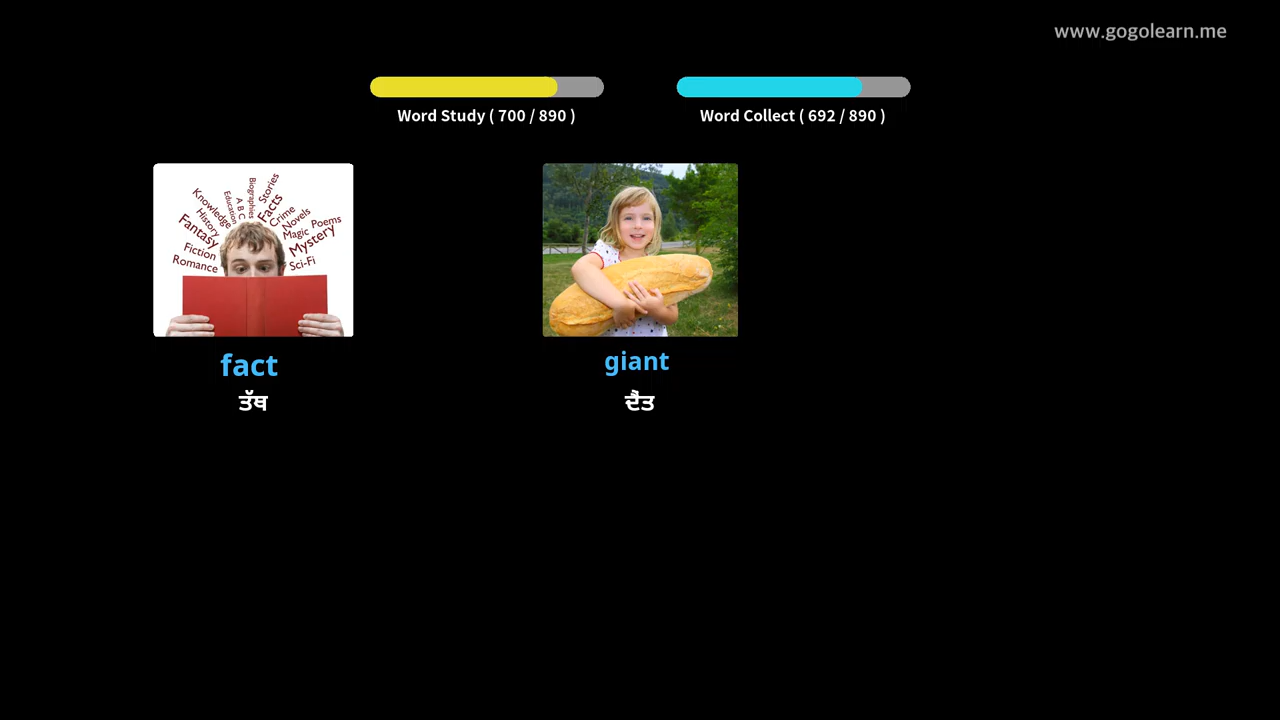 www.gogolearn.me
Word Study ( 700 / 890 )
Word Collect ( 692 / 890 )
Knowledge
Education
A B C
Biographies
Stories
History
Facts
Crime
Fantasy
Novels
Magic
Poems
Fiction
Mystery
Romance
Sci-Fi
fact
giant
ਤੱਥ
ਦੈਂਤ